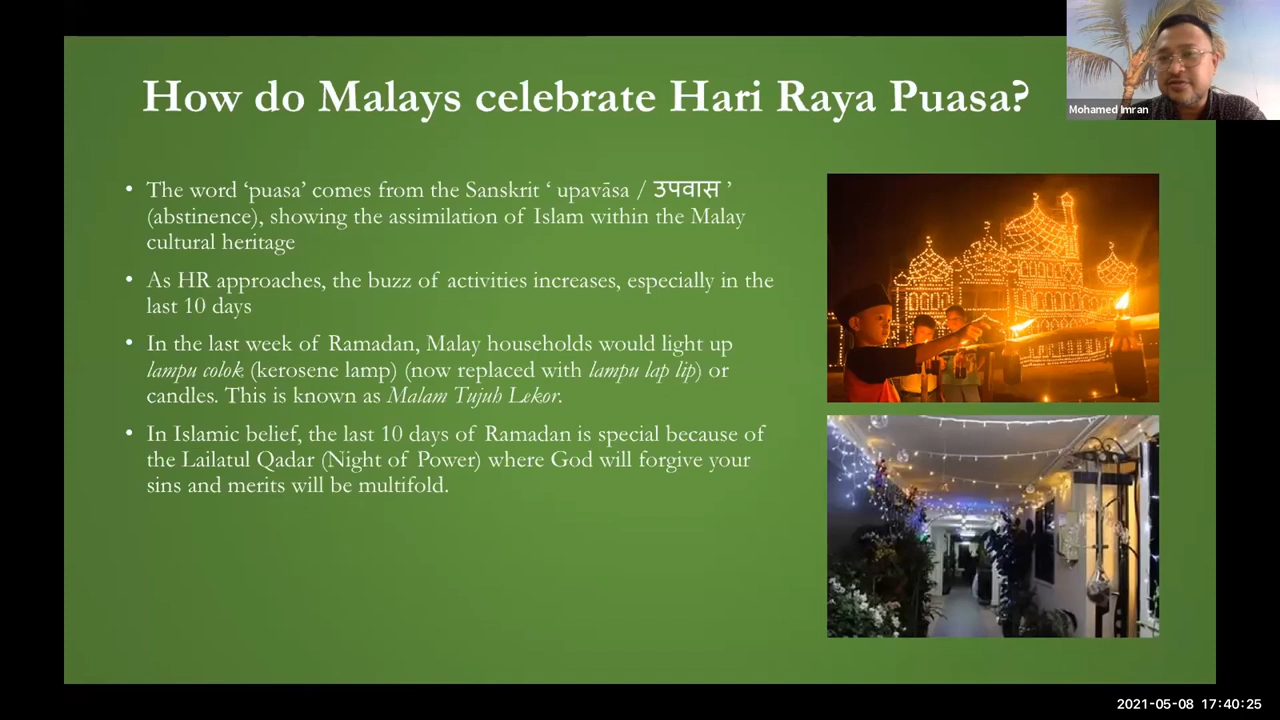 How do Malays celebrate Hari Raya Puasa?
Mohamed Imran
• The word ‘puasa’ comes from the Sanskrit ‘ upavāsa / उपवास ’
(abstinence), showing the assimilation of Islam within the Malay
cultural heritage
• As HR approaches, the buzz of activities increases, especially in the
last 10 days
• In the last week of Ramadan, Malay households would light up
lampu colok (kerosene lamp) (now replaced with lampu lap lip) or
candles. This is known as Malam Tujuh Lekor.
• In Islamic belief, the last 10 days of Ramadan is special because of
the Lailatul Qadar (Night of Power) where God will forgive your
sins and merits will be multifold.
2021-05-08 17:40:25